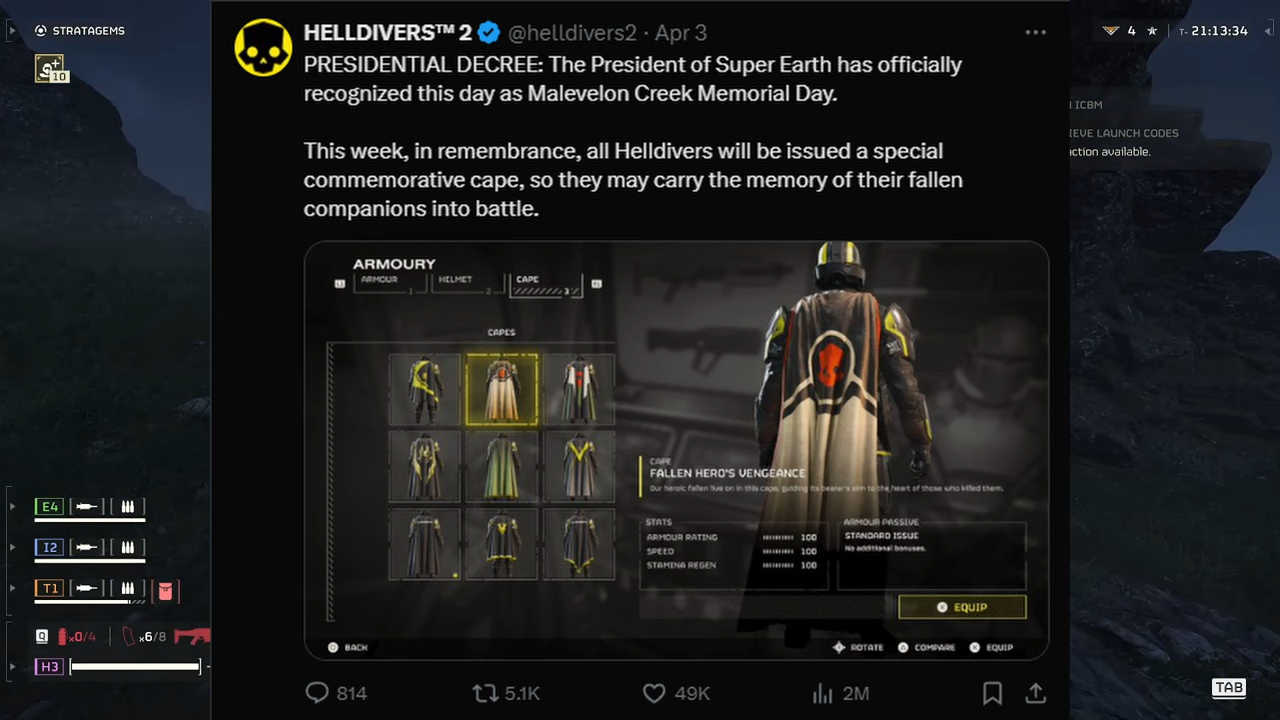 STRATAGEMS
10
4
T- 21:13:34
HELLDIVERS™ 2 @helldivers2 · Apr 3
PRESIDENTIAL DECREE: The President of Super Earth has officially
recognized this day as Malevelon Creek Memorial Day.
This week, in remembrance, all Helldivers will be issued a special
commemorative cape, so they may carry the memory of their fallen
companions into battle.
ICBM
IEVE LAUNCH CODES
action available.
ARMOURY
ARMOUR 1 HELMET 2 CAPE 3
CAPES
CAPE
FALLEN HERO'S VENGEANCE
Our heroic fallen live on in this cape, guiding its bearer's aim to the heart of those who killed them.
STATS
ARMOUR RATING 100
SPEED 100
STAMINA REGEN 100
ARMOUR PASSIVE
STANDARD ISSUE
No additional bonuses.
EQUIP
BACK
ROTATE COMPARE EQUIP
814 5.1K 49K 2M
E4
I2
T1
Q x0/4 x6/8
H3
TAB